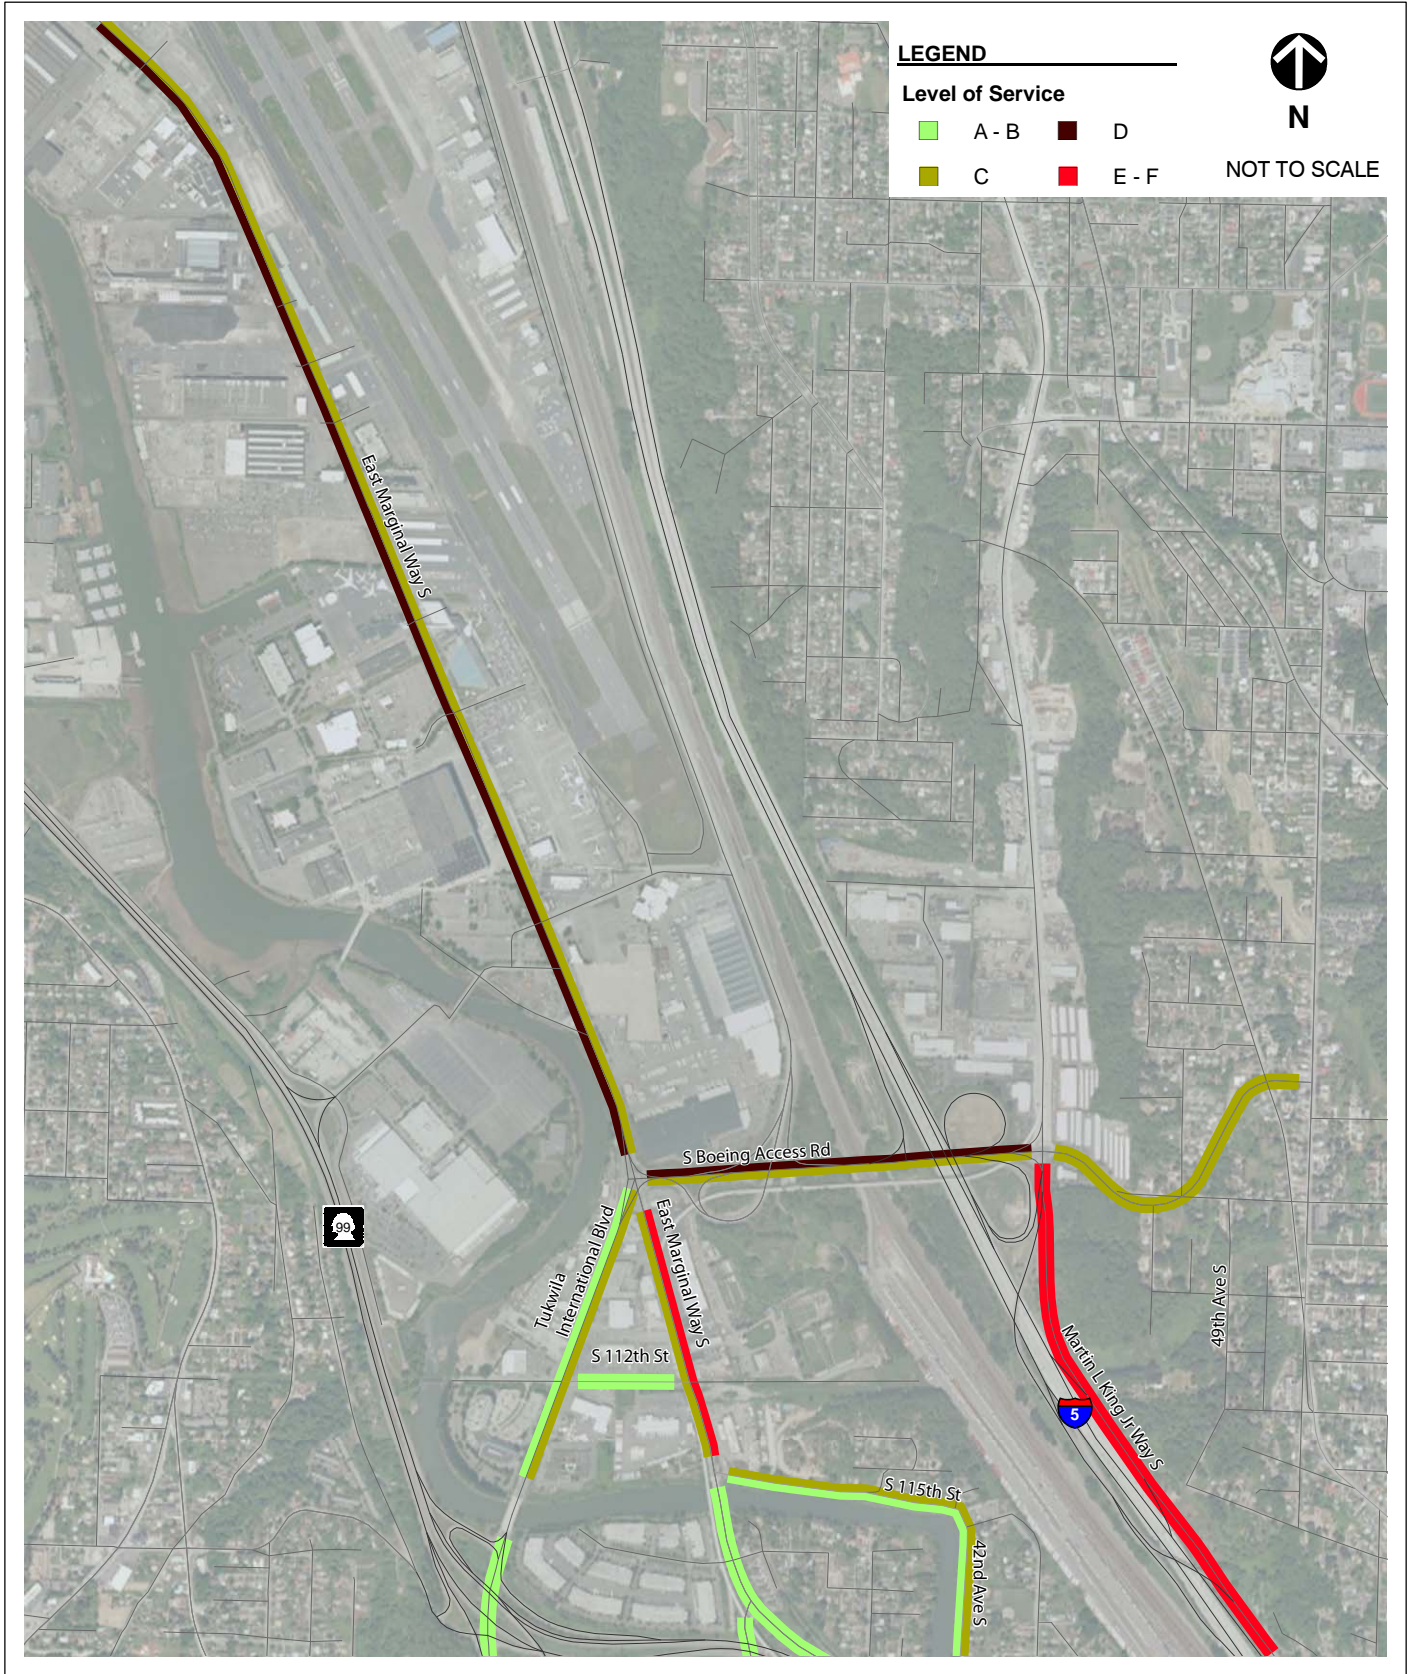 LEGEND
Level of Service
A - B
D
C
E - F
N
NOT TO SCALE
East Marginal Way S
S Boeing Access Rd
99
Tukwila
International Blvd
East Marginal Way S
S 112th St
49th Ave S
Martin L King Jr Way S
5
S 115th St
42nd Ave S